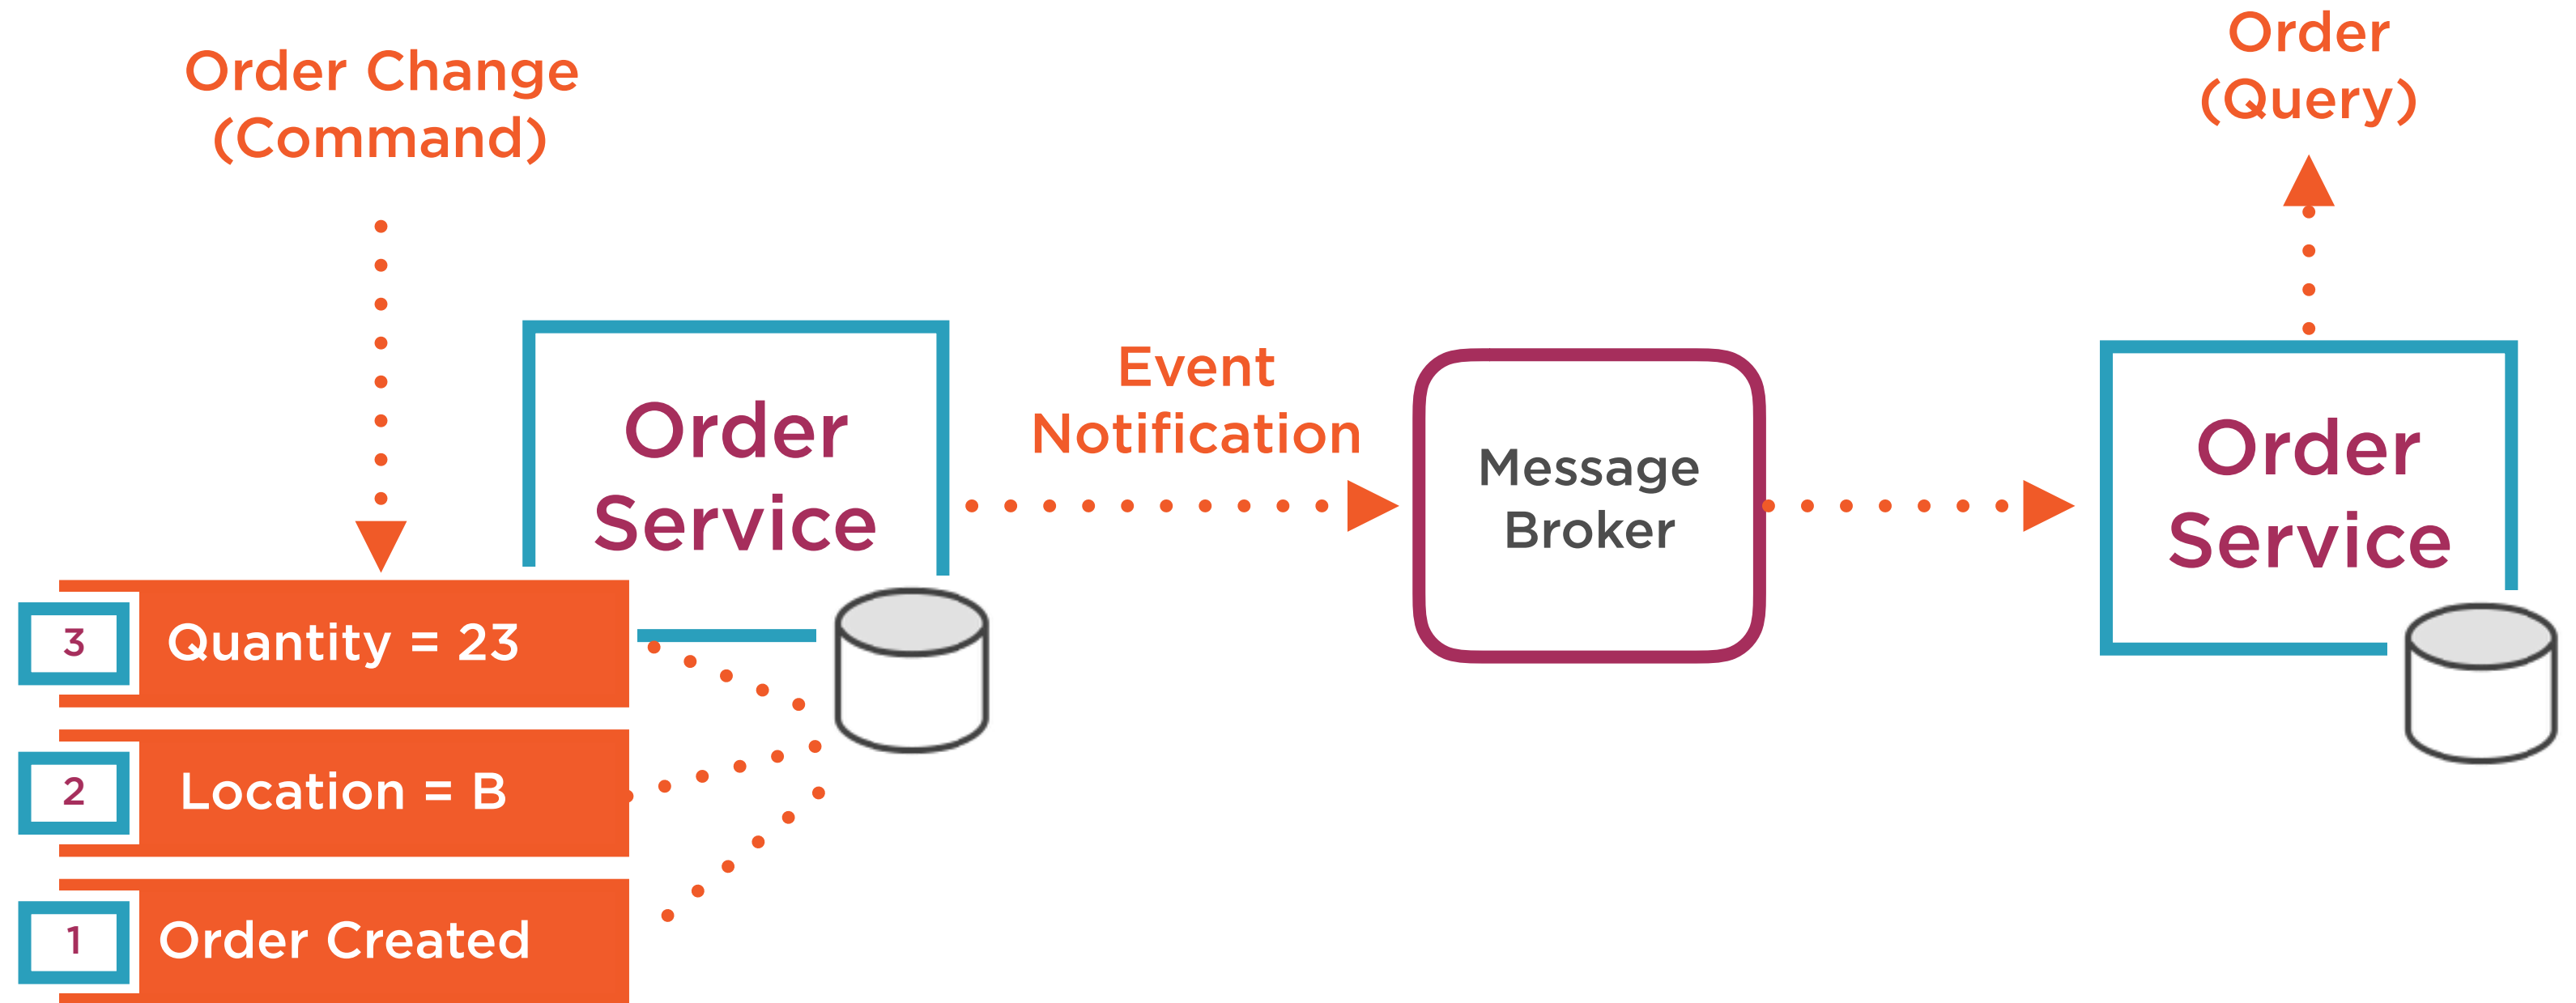 Order Change
(Command)
Order
(Query)
Order
Service
Event
Notification
Message
Broker
Order
Service
3
Quantity = 23
2
Location = B
1
Order Created